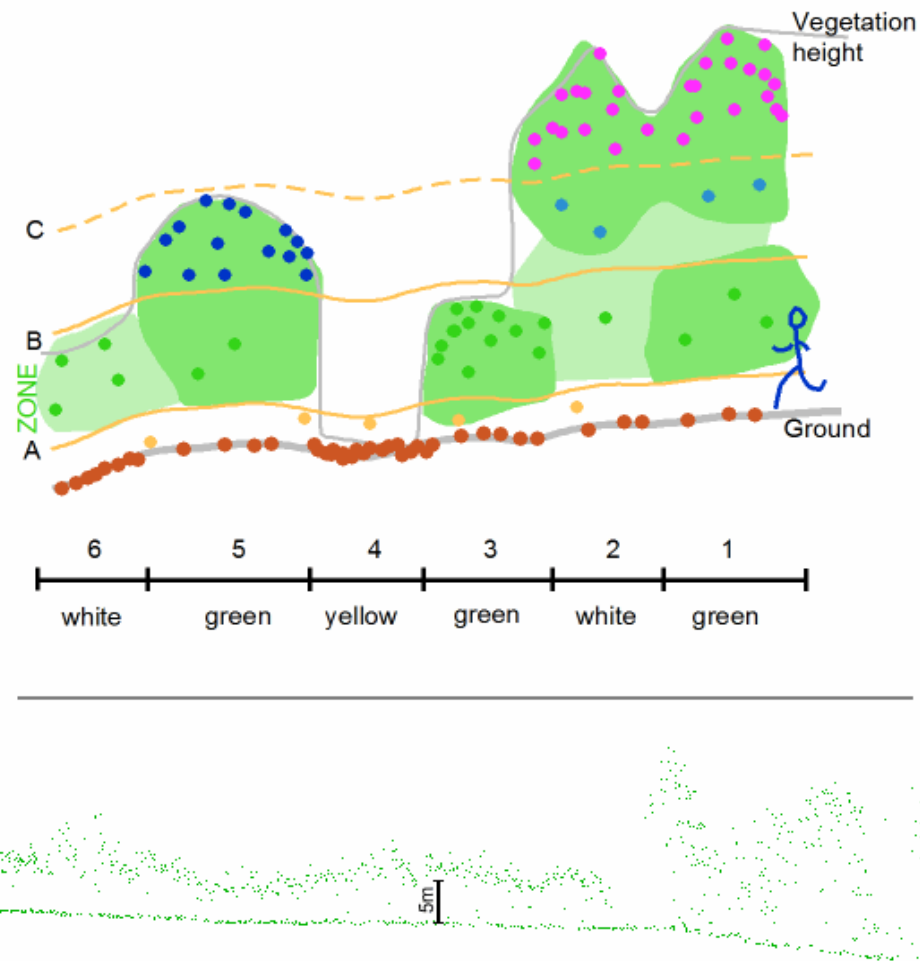 Vegetation
height
C
B
ZONE
A
Ground
6 5 4 3 2 1
white green yellow green white green
5m